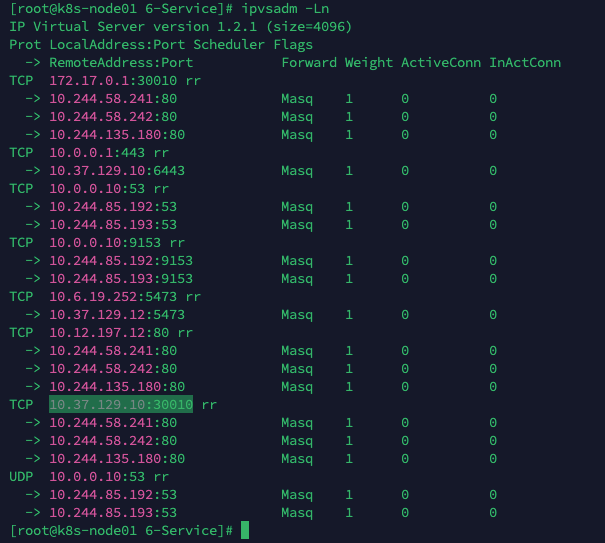 [root@k8s-node01 6-Service]# ipvsadm -Ln
IP Virtual Server version 1.2.1 (size=4096)
Prot LocalAddress:Port Scheduler Flags
  -> RemoteAddress:Port           Forward Weight ActiveConn InActConn
TCP  172.17.0.1:30010 rr
  -> 10.244.58.241:80             Masq    1      0          0
  -> 10.244.58.242:80             Masq    1      0          0
  -> 10.244.135.180:80            Masq    1      0          0
TCP  10.0.0.1:443 rr
  -> 10.37.129.10:6443            Masq    1      0          0
TCP  10.0.0.10:53 rr
  -> 10.244.85.192:53             Masq    1      0          0
  -> 10.244.85.193:53             Masq    1      0          0
TCP  10.0.0.10:9153 rr
  -> 10.244.85.192:9153           Masq    1      0          0
  -> 10.244.85.193:9153           Masq    1      0          0
TCP  10.6.19.252:5473 rr
  -> 10.37.129.12:5473            Masq    1      0          0
TCP  10.12.197.12:80 rr
  -> 10.244.58.241:80             Masq    1      0          0
  -> 10.244.58.242:80             Masq    1      0          0
  -> 10.244.135.180:80            Masq    1      0          0
TCP  10.37.129.10:30010 rr
  -> 10.244.58.241:80             Masq    1      0          0
  -> 10.244.58.242:80             Masq    1      0          0
  -> 10.244.135.180:80            Masq    1      0          0
UDP  10.0.0.10:53 rr
  -> 10.244.85.192:53             Masq    1      0          0
  -> 10.244.85.193:53             Masq    1      0          0
[root@k8s-node01 6-Service]#